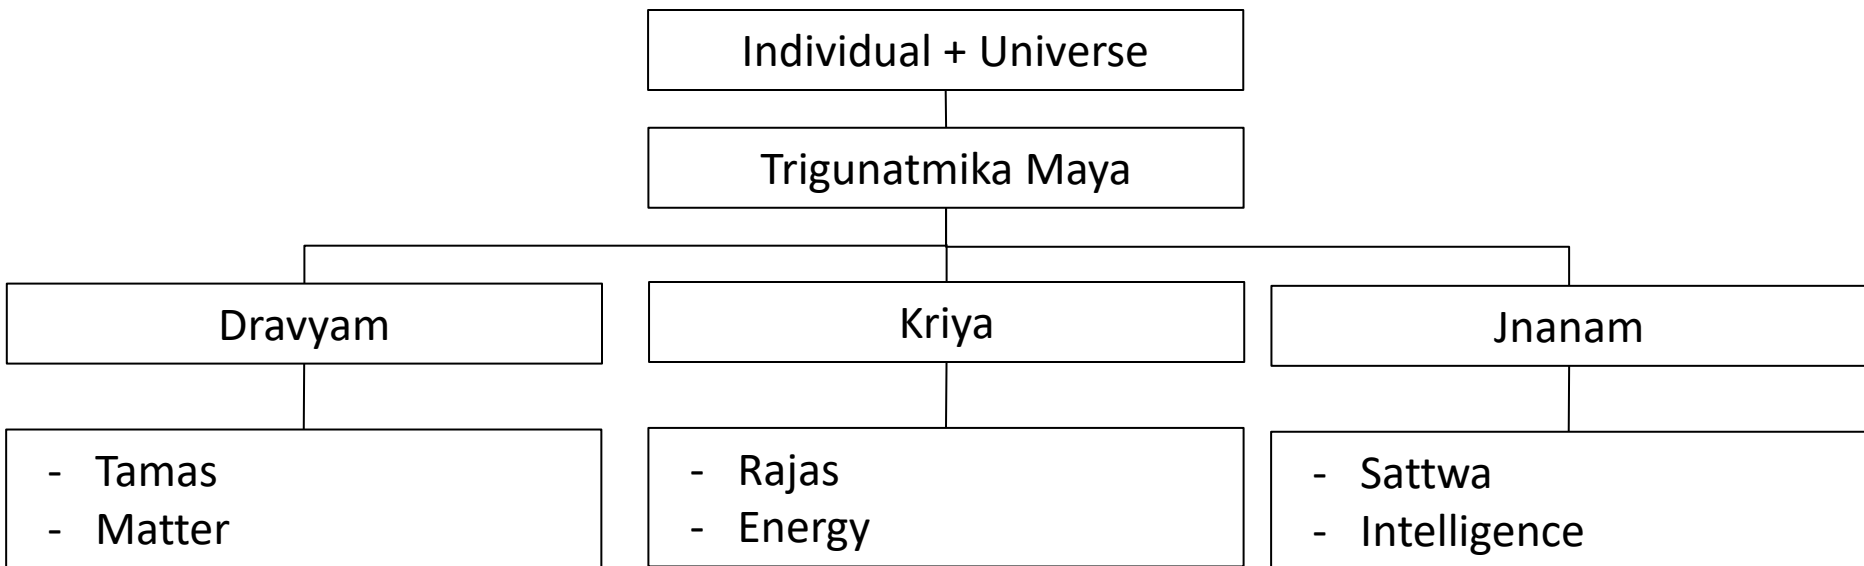 Individual + Universe
Trigunatmika Maya
Dravyam
Kriya
Jnanam
- Tamas
- Matter
- Rajas
- Energy
- Sattwa
- Intelligence